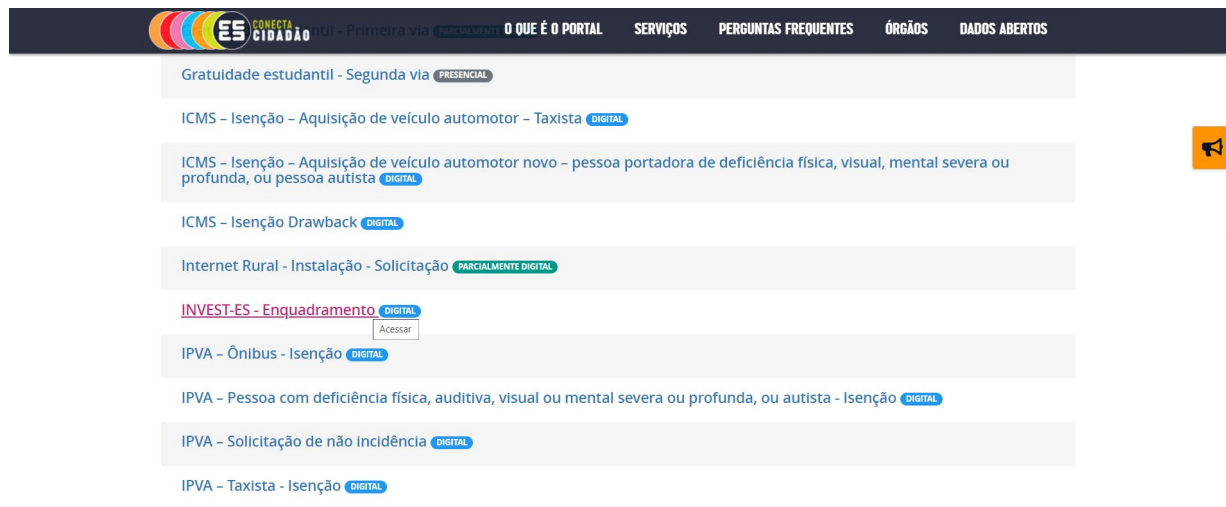 ES CONECTA CIDADÃO
ntil - Primeira via PARCIALMENTE
O QUE É O PORTAL SERVIÇOS PERGUNTAS FREQUENTES ÓRGÃOS DADOS ABERTOS
Gratuidade estudantil - Segunda via PRESENCIAL
ICMS – Isenção – Aquisição de veículo automotor – Taxista DIGITAL
ICMS – Isenção – Aquisição de veículo automotor novo – pessoa portadora de deficiência física, visual, mental severa ou
profunda, ou pessoa autista DIGITAL
ICMS – Isenção Drawback DIGITAL
Internet Rural - Instalação - Solicitação PARCIALMENTE DIGITAL
INVEST-ES - Enquadramento DIGITAL
Acessar
IPVA – Ônibus - Isenção DIGITAL
IPVA – Pessoa com deficiência física, auditiva, visual ou mental severa ou profunda, ou autista - Isenção DIGITAL
IPVA – Solicitação de não incidência DIGITAL
IPVA – Taxista - Isenção DIGITAL